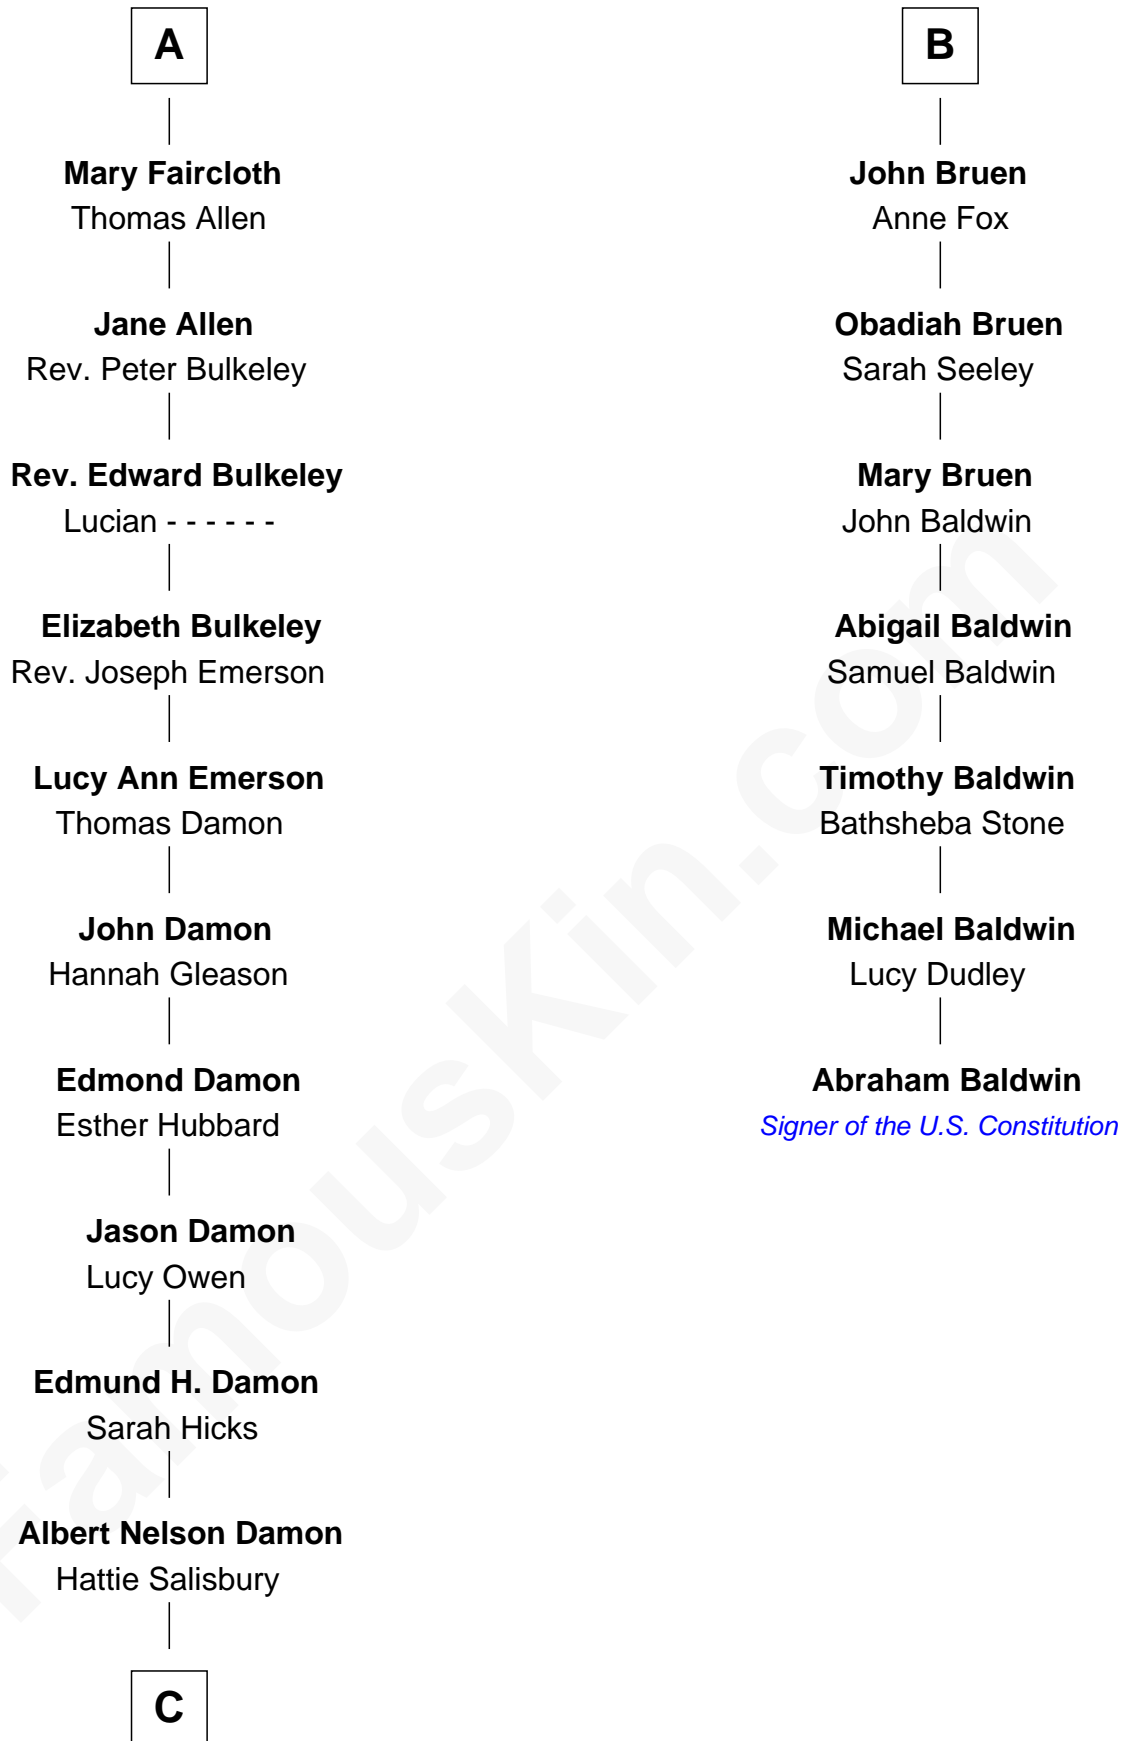 A
Mary Faircloth
Thomas Allen
Jane Allen
Rev. Peter Bulkeley
Rev. Edward Bulkeley
Lucian - - - - - -
Elizabeth Bulkeley
Rev. Joseph Emerson
Lucy Ann Emerson
Thomas Damon
John Damon
Hannah Gleason
Edmond Damon
Esther Hubbard
Jason Damon
Lucy Owen
Edmund H. Damon
Sarah Hicks
Albert Nelson Damon
Hattie Salisbury
C
B
John Bruen
Anne Fox
Obadiah Bruen
Sarah Seeley
Mary Bruen
John Baldwin
Abigail Baldwin
Samuel Baldwin
Timothy Baldwin
Bathsheba Stone
Michael Baldwin
Lucy Dudley
Abraham Baldwin
Signer of the U.S. Constitution
FamousKin.com